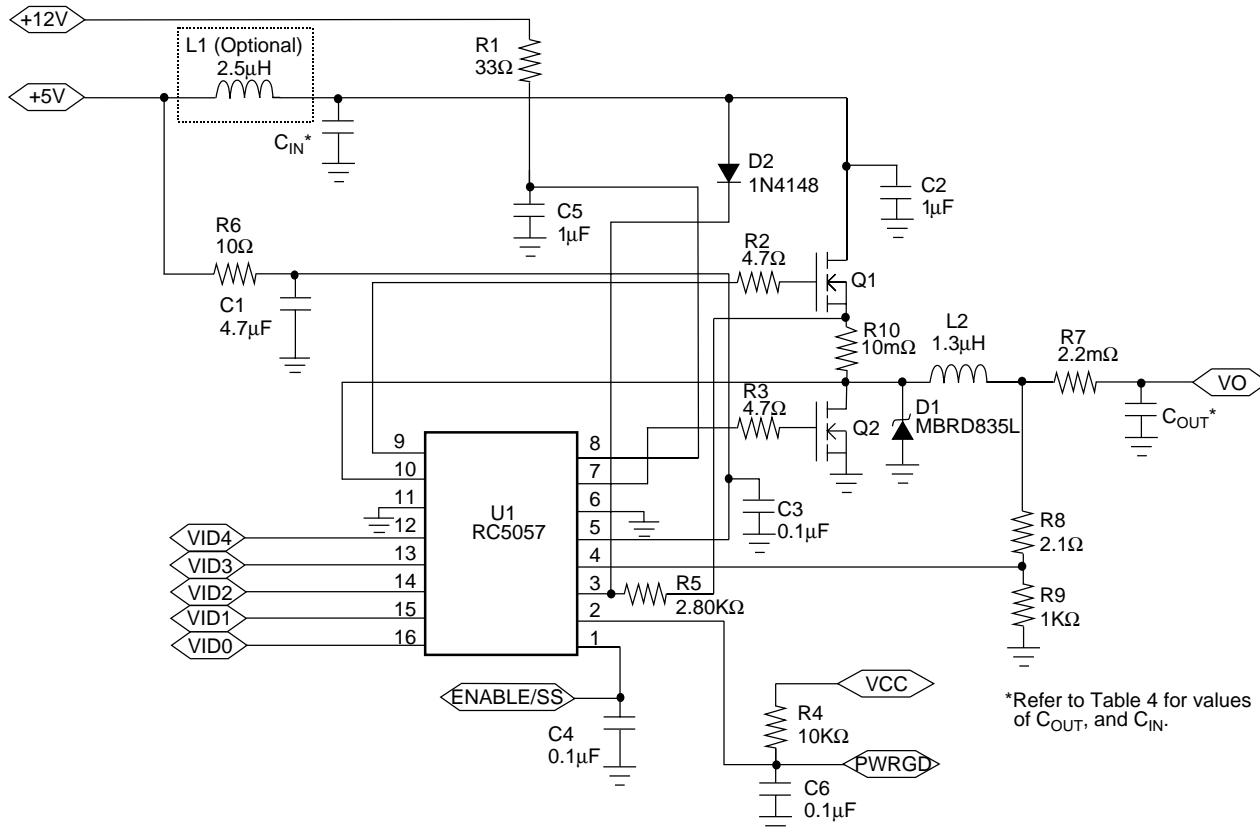 +12V
L1 (Optional)
2.5µH
R1
33Ω
+5V
CIN*
D2
1N4148
C2
1µF
C5
1µF
R6
10Ω
R2
4.7Ω
Q1
C1
4.7µF
R10
10mΩ
L2
1.3µH
R7
2.2mΩ
VO
R3
4.7Ω
Q2
D1
MBRD835L
COUT*
9
10
11
12
13
14
15
16
U1
RC5057
8
7
6
5
4
3
2
1
C3
0.1µF
R8
2.1Ω
R5
2.80KΩ
R9
1KΩ
VID4
VID3
VID2
VID1
VID0
ENABLE/SS
C4
0.1µF
VCC
R4
10KΩ
PWRGD
C6
0.1µF
*Refer to Table 4 for values
of COUT, and CIN.